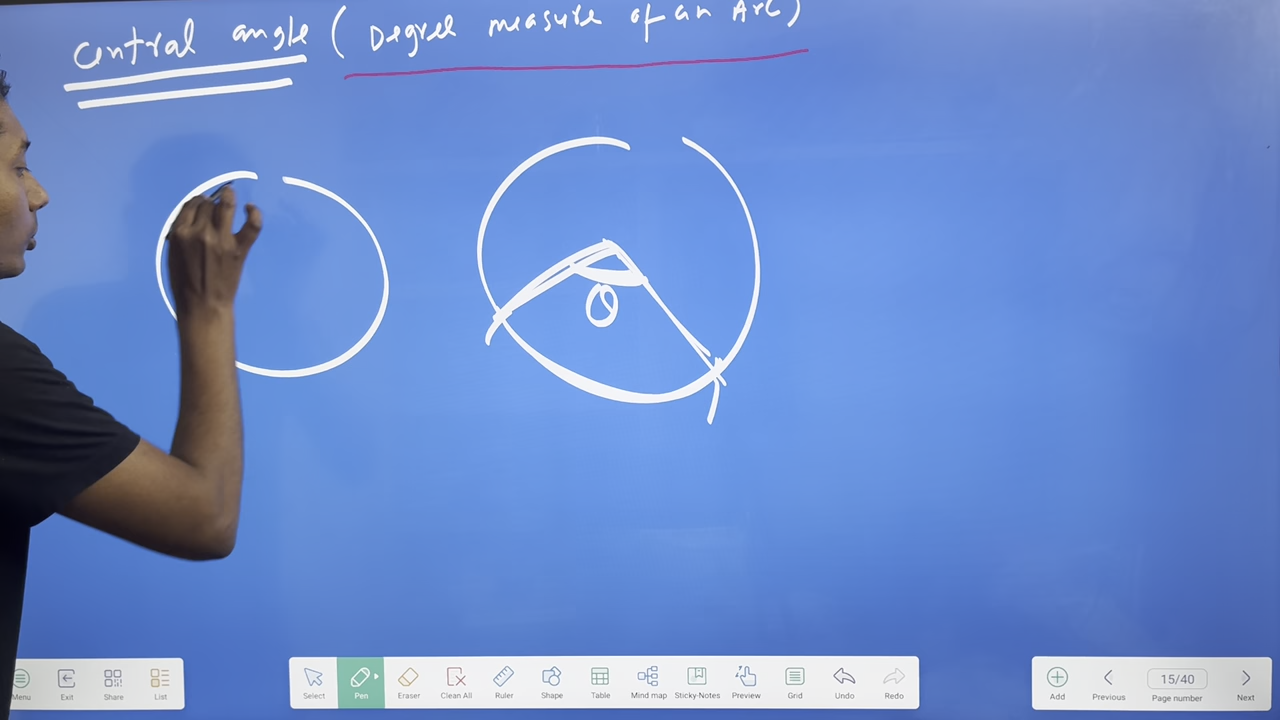 Central angle ( Degree measure of an Arc )
θ
Menu Exit Share List
Select Pen Eraser Clean All Ruler Shape Table Mind map Sticky-Notes Preview Grid Undo Redo
Add Previous 15/40 Page number Next